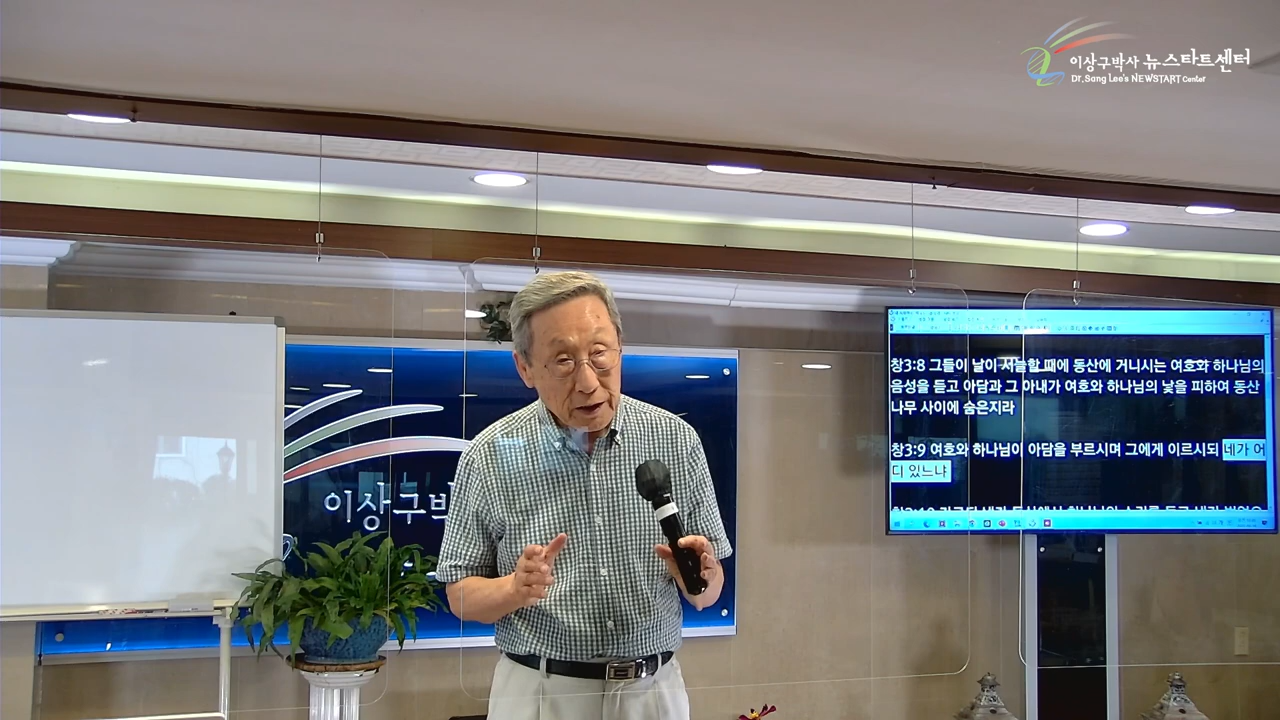 이상구박사 뉴스타트센터
Dr. Sang Lee's NEWSTART Center
이상구박
창3:8 그들이 날이 서늘할 때에 동산에 거니시는 여호와 하나님의
음성을 듣고 아담과 그 아내가 여호와 하나님의 낯을 피하여 동산
나무 사이에 숨은지라
창3:9 여호와 하나님이 아담을 부르시며 그에게 이르시되 네가 어
디 있느냐